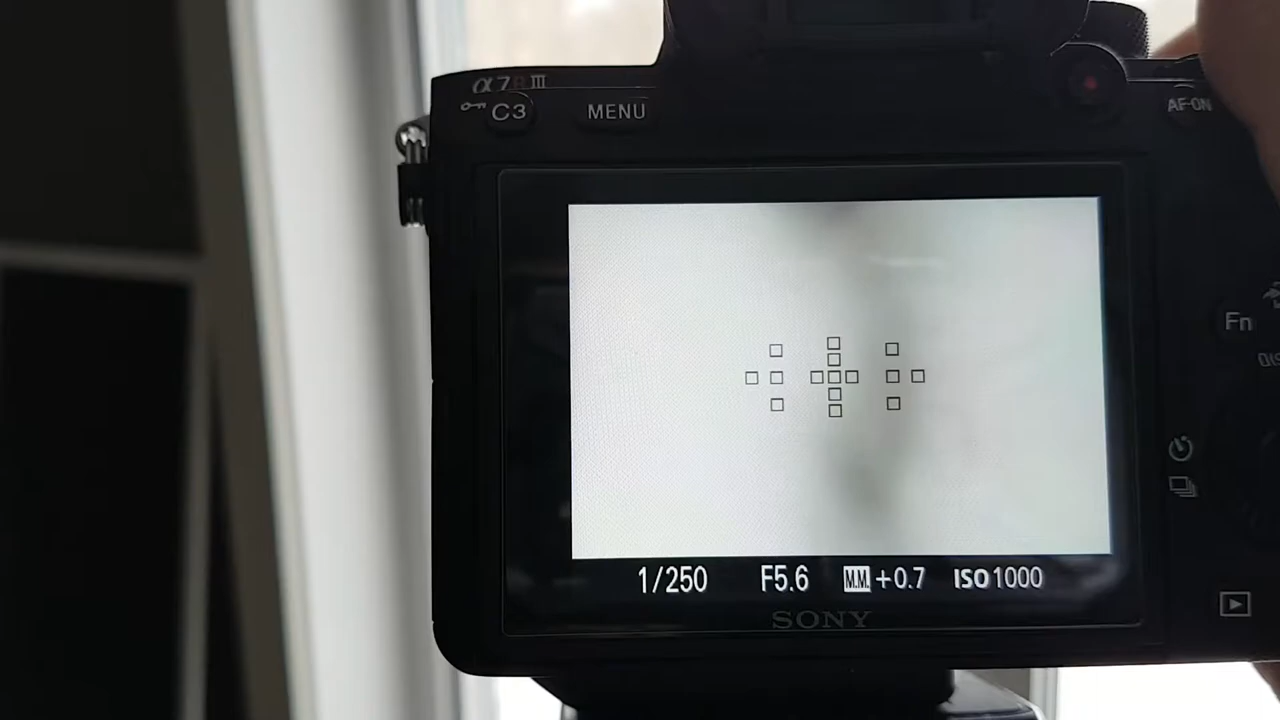 α7RIII
C3
MENU
AF-ON
Fn
1/250 F5.6 M.M. +0.7 ISO 1000
SONY